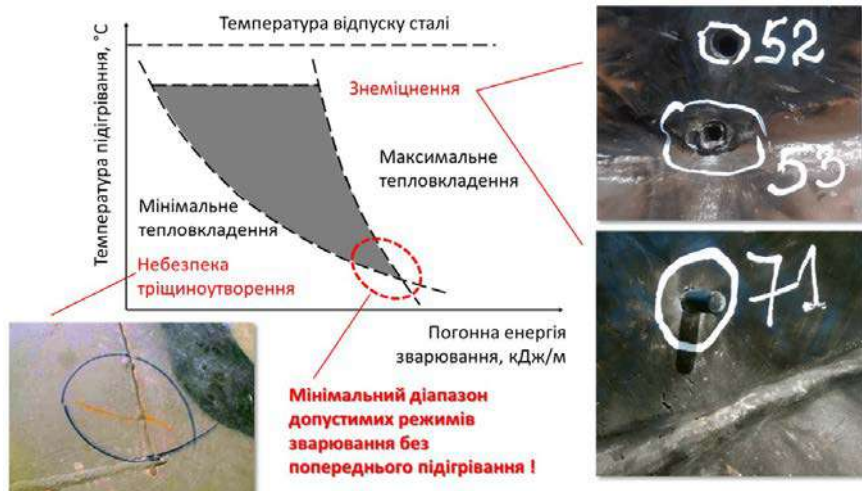 Температура відпуску сталі
Температура підігрівання, °C
Знеміцнення
Максимальне
тепловкладення
Мінімальне
тепловкладення
Небезпека
тріщиноутворення
Погонна енергія
зварювання, кДж/м
Мінімальний діапазон
допустимих режимів
зварювання без
попереднього підігрівання !
52
53
71